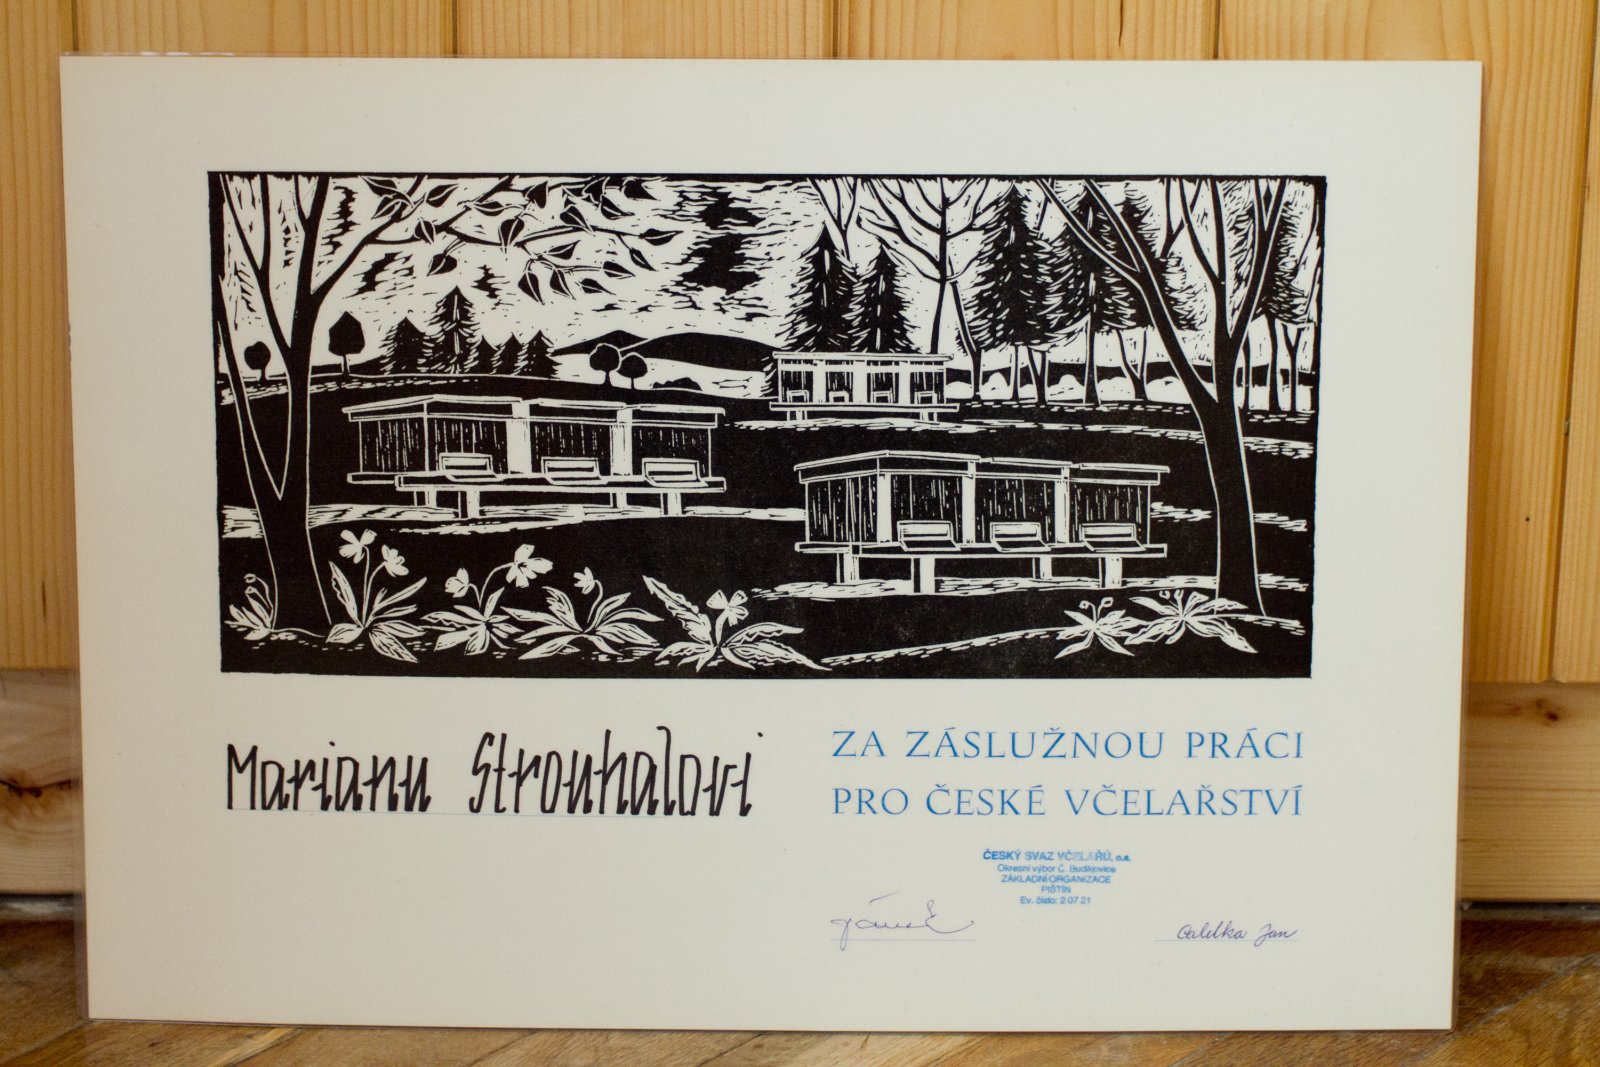 Marianu Strouhalovi
ZA ZÁSLUŽNOU PRÁCI
PRO ČESKÉ VČELAŘSTVÍ
ČESKÝ SVAZ VČELAŘŮ, o.s.
Okresní výbor Č. Budějovice
ZÁKLADNÍ ORGANIZACE
PIŠTÍN
Ev. číslo: 2 07 21
Jan